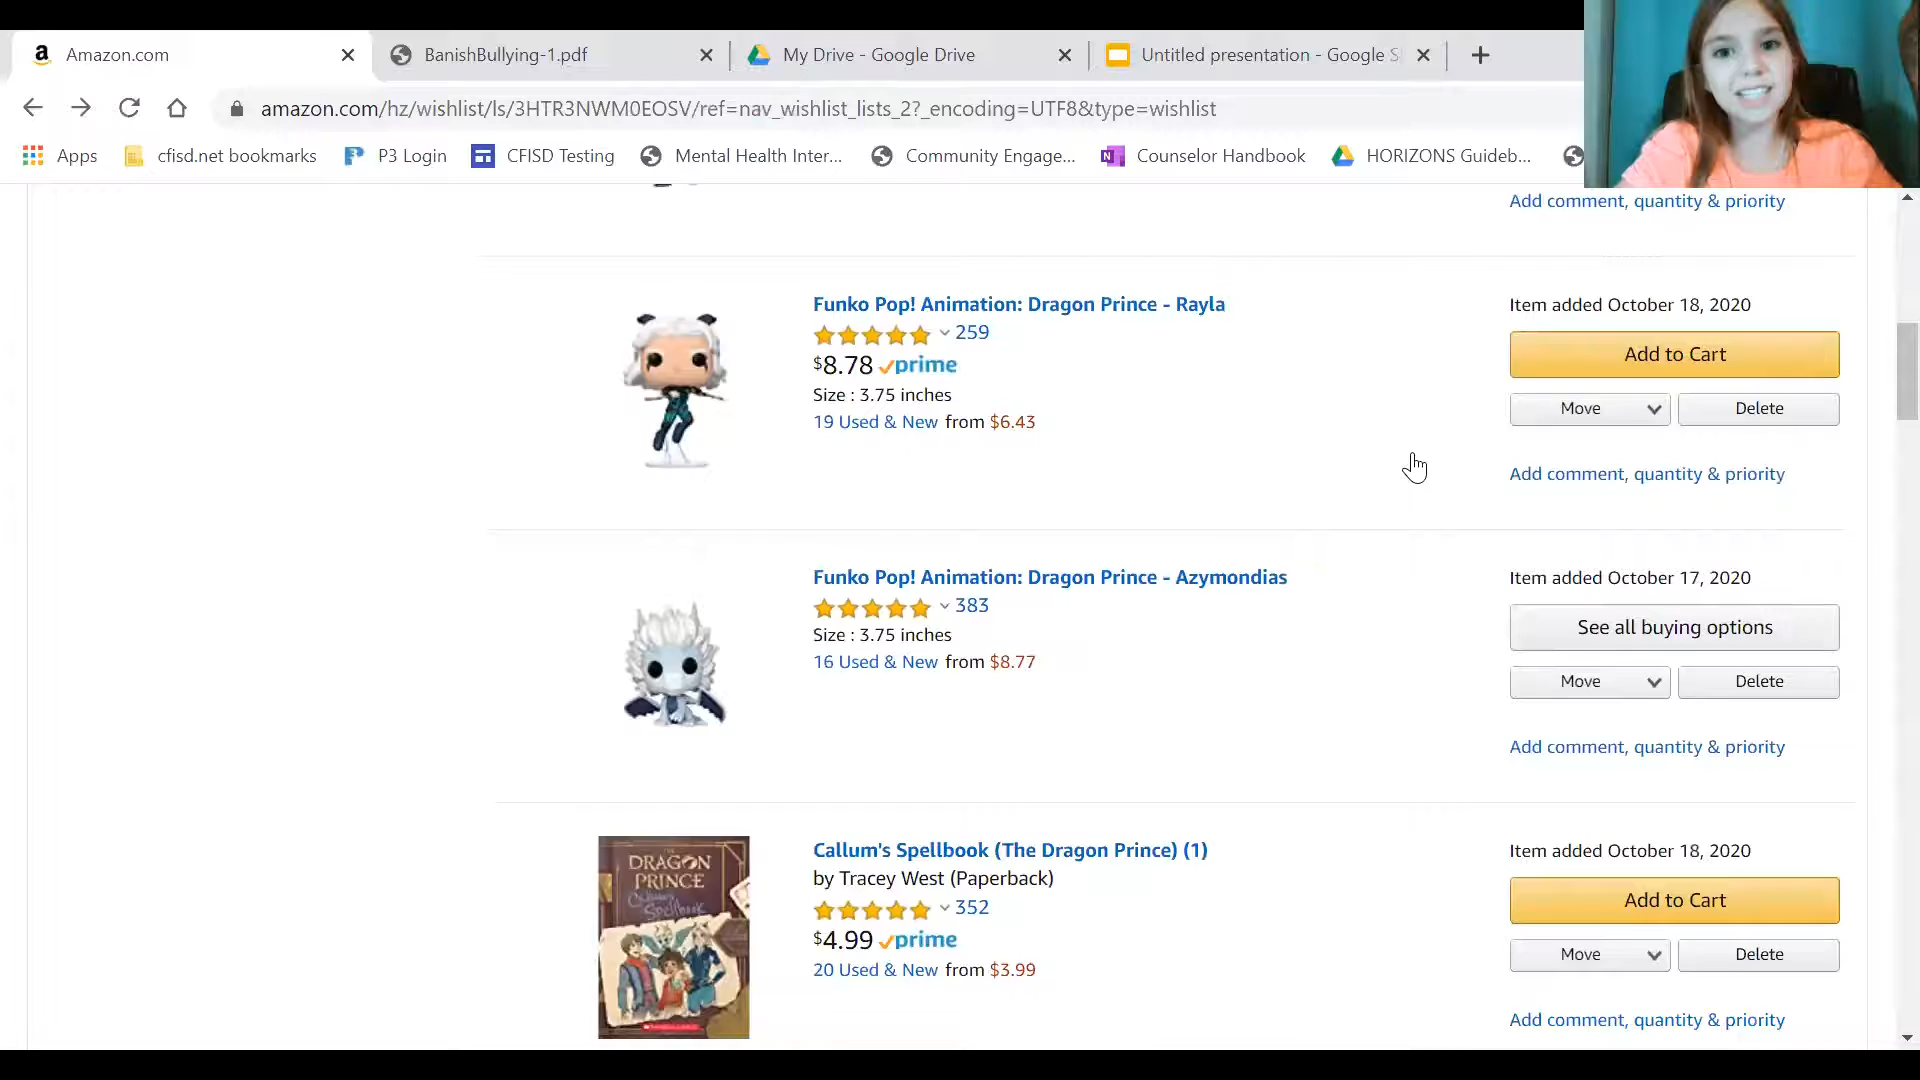 Amazon.com
BanishBullying-1.pdf
My Drive - Google Drive
Untitled presentation - Google S
amazon.com/hz/wishlist/ls/3HTR3NWM0EOSV/ref=nav_wishlist_lists_2?_encoding=UTF8&type=wishlist
Apps
cfisd.net bookmarks
P3 Login
CFISD Testing
Mental Health Inter...
Community Engage...
Counselor Handbook
HORIZONS Guideb...
Add comment, quantity & priority
Funko Pop! Animation: Dragon Prince - Rayla
259
$8.78 prime
Size : 3.75 inches
19 Used & New from $6.43
Item added October 18, 2020
Add to Cart
Move
Delete
Add comment, quantity & priority
Funko Pop! Animation: Dragon Prince - Azymondias
383
Size : 3.75 inches
16 Used & New from $8.77
Item added October 17, 2020
See all buying options
Move
Delete
Add comment, quantity & priority
DRAGON
PRINCE
Callum's
Spellbook
Callum's Spellbook (The Dragon Prince) (1)
by Tracey West (Paperback)
352
$4.99 prime
20 Used & New from $3.99
Item added October 18, 2020
Add to Cart
Move
Delete
Add comment, quantity & priority